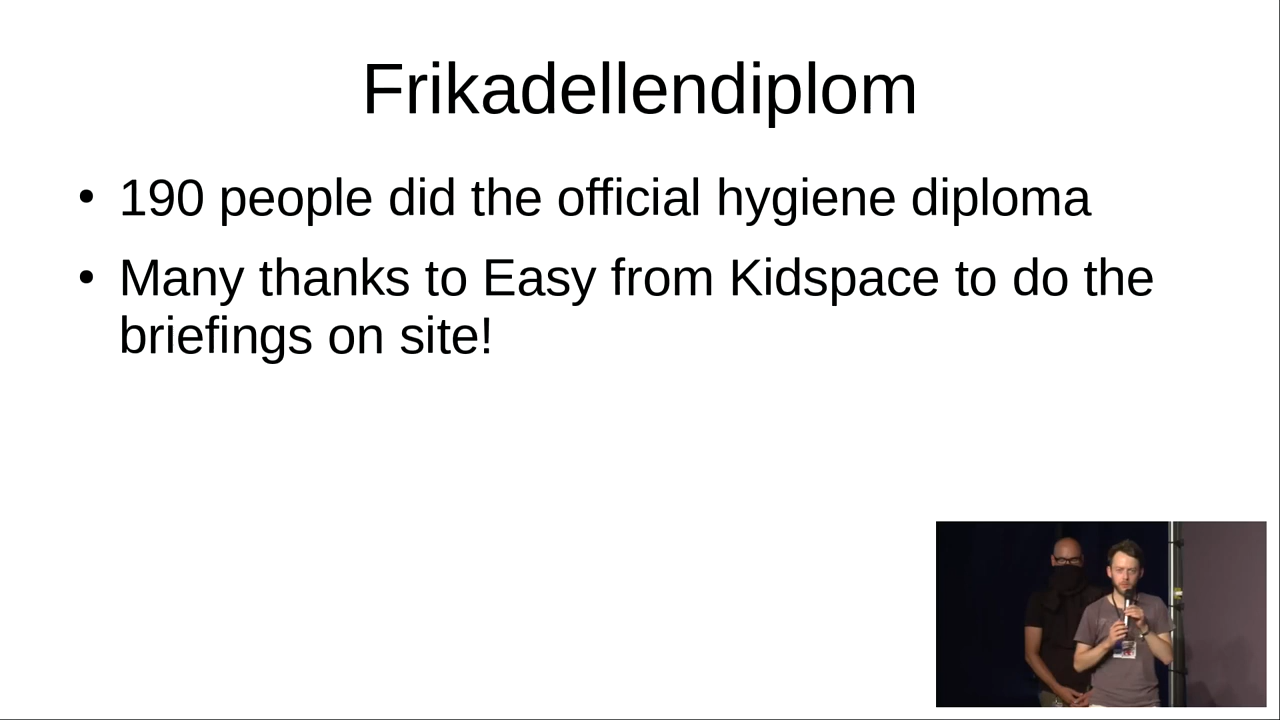 Frikadellendiplom
• 190 people did the official hygiene diploma
• Many thanks to Easy from Kidspace to do the
briefings on site!